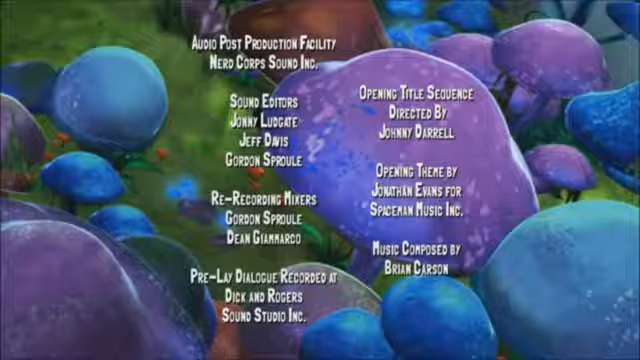 Audio Post Production Facility
Nerd Corps Sound Inc.
Sound Editors
Jonny Ludgate
Jeff Davis
Gordon Sproule
Re-Recording Mixers
Gordon Sproule
Dean Giammarco
Pre-Lay Dialogue Recorded at
Dick and Rogers
Sound Studio Inc.
Opening Title Sequence
Directed By
Johnny Darrell
Opening Theme by
Jonathan Evans for
Spaceman Music Inc.
Music Composed by
Brian Carson